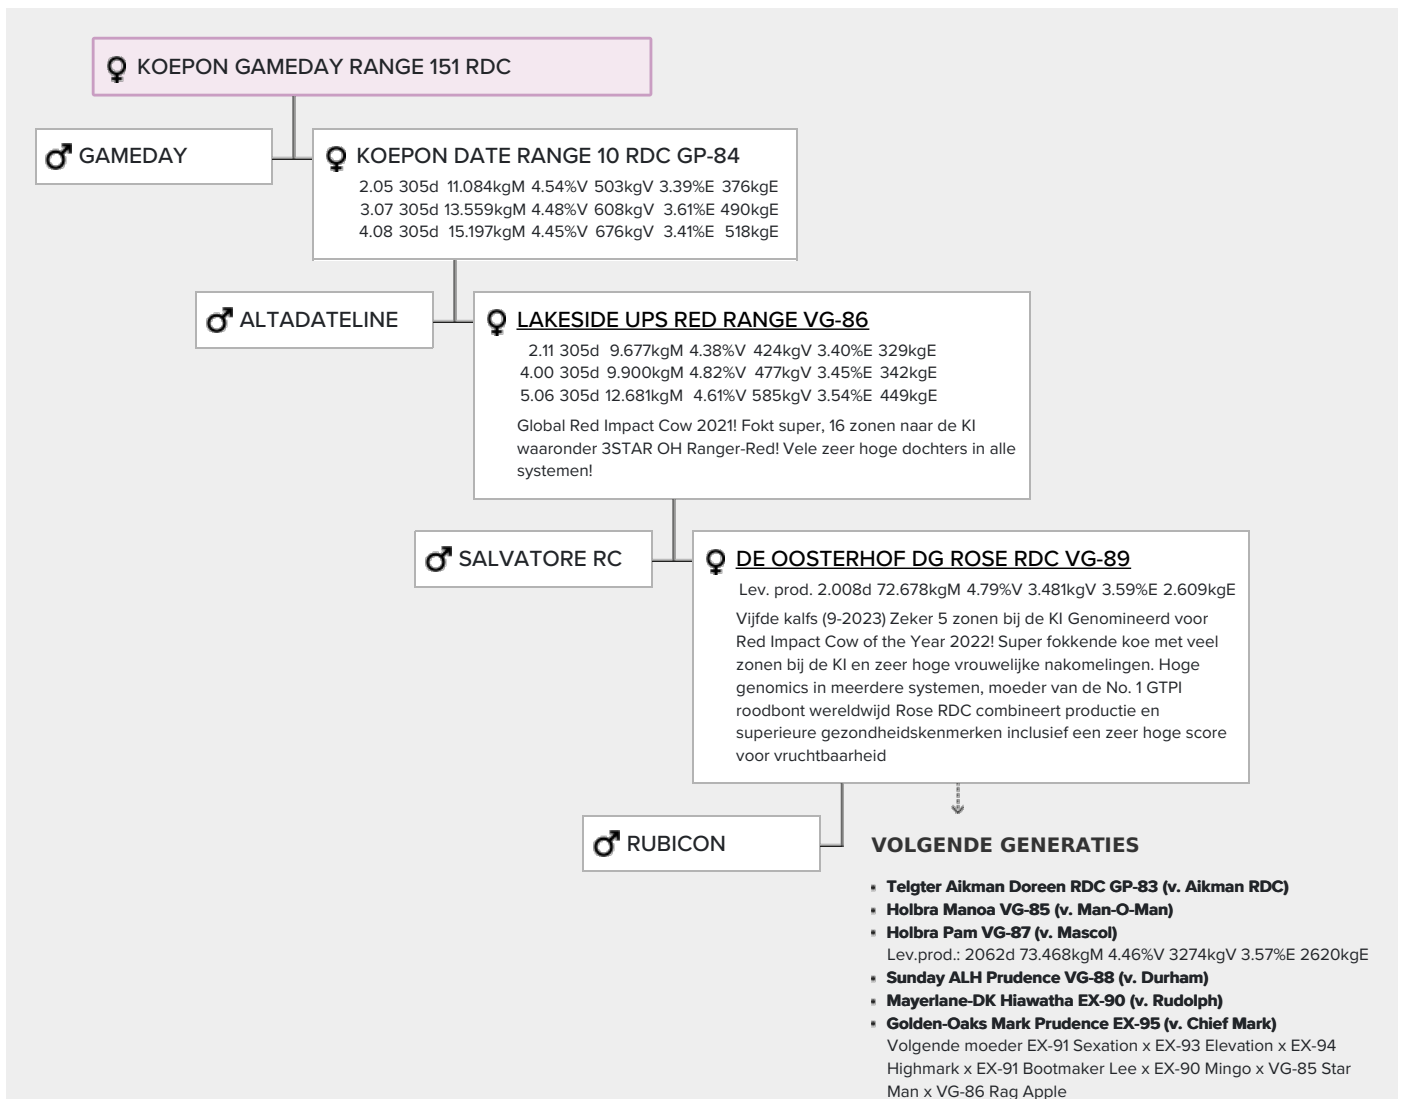 KOEPON GAMEDAY RANGE 151 RDC
GAMEDAY
KOEPON DATE RANGE 10 RDC GP-84
2.05 305d 11.084kgM 4.54%V 503kgV 3.39%E 376kgE
3.07 305d 13.559kgM 4.48%V 608kgV 3.61%E 490kgE
4.08 305d 15.197kgM 4.45%V 676kgV 3.41%E 518kgE
ALTADATELINE
LAKESIDE UPS RED RANGE VG-86
2.11 305d 9.677kgM 4.38%V 424kgV 3.40%E 329kgE
4.00 305d 9.900kgM 4.82%V 477kgV 3.45%E 342kgE
5.06 305d 12.681kgM 4.61%V 585kgV 3.54%E 449kgE
Global Red Impact Cow 2021! Fokt super, 16 zonen naar de KI
waaronder 3STAR OH Ranger-Red! Vele zeer hoge dochters in alle
systemen!
SALVATORE RC
DE OOSTERHOF DG ROSE RDC VG-89
Lev. prod. 2.008d 72.678kgM 4.79%V 3.481kgV 3.59%E 2.609kgE
Vijfde kalfs (9-2023) Zeker 5 zonen bij de KI Genomineerd voor
Red Impact Cow of the Year 2022! Super fokkende koe met veel
zonen bij de KI en zeer hoge vrouwelijke nakomelingen. Hoge
genomics in meerdere systemen, moeder van de No. 1 GTPI
roodbont wereldwijd Rose RDC combineert productie en
superieure gezondheidskenmerken inclusief een zeer hoge score
voor vruchtbaarheid
RUBICON
VOLGENDE GENERATIES
Telgter Aikman Doreen RDC GP-83 (v. Aikman RDC)
Holbra Manoa VG-85 (v. Man-O-Man)
Holbra Pam VG-87 (v. Mascol)
Lev.prod.: 2062d 73.468kgM 4.46%V 3274kgV 3.57%E 2620kgE
Sunday ALH Prudence VG-88 (v. Durham)
Mayerlane-DK Hiawatha EX-90 (v. Rudolph)
Golden-Oaks Mark Prudence EX-95 (v. Chief Mark)
Volgende moeder EX-91 Sexation x EX-93 Elevation x EX-94
Highmark x EX-91 Bootmaker Lee x EX-90 Mingo x VG-85 Star
Man x VG-86 Rag Apple